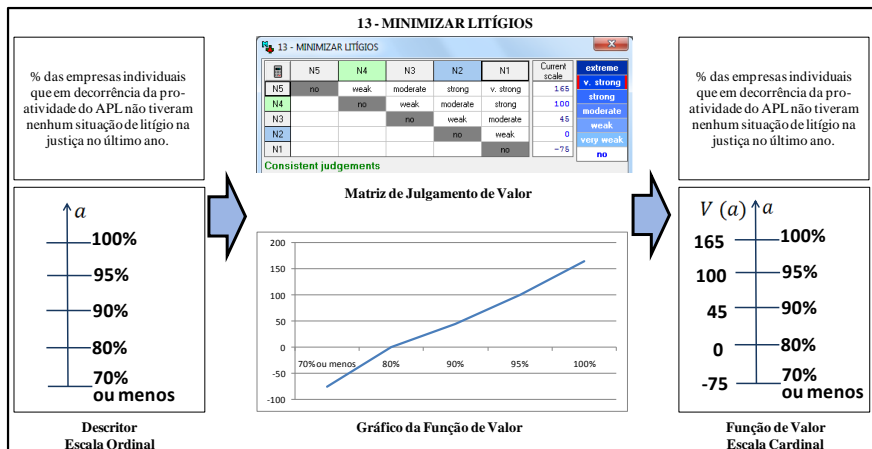 13 - MINIMIZAR LITÍGIOS
% das empresas individuais
que em decorrência da pro-
atividade do APL não tiveram
nenhum situação de litígio na
justiça no último ano.
a
100%
95%
90%
80%
70%
ou menos
Descritor
Escala Ordinal
13 - MINIMIZAR LITÍGIOS
N5 N4 N3 N2 N1 Current scale
N5 no weak moderate strong v. strong 165
N4 no weak moderate strong 100
N3 no weak moderate 45
N2 no weak 0
N1 no -75
Consistent judgements
extreme
v. strong
strong
moderate
weak
very weak
no
Matriz de Julgamento de Valor
200
150
100
50
0
-50
-100
70% ou menos 80% 90% 95% 100%
Gráfico da Função de Valor
% das empresas individuais
que em decorrência da pro-
atividade do APL não tiveram
nenhum situação de litígio na
justiça no último ano.
V (a) a
165 100%
100 95%
45 90%
0 80%
-75 70%
ou menos
Função de Valor
Escala Cardinal